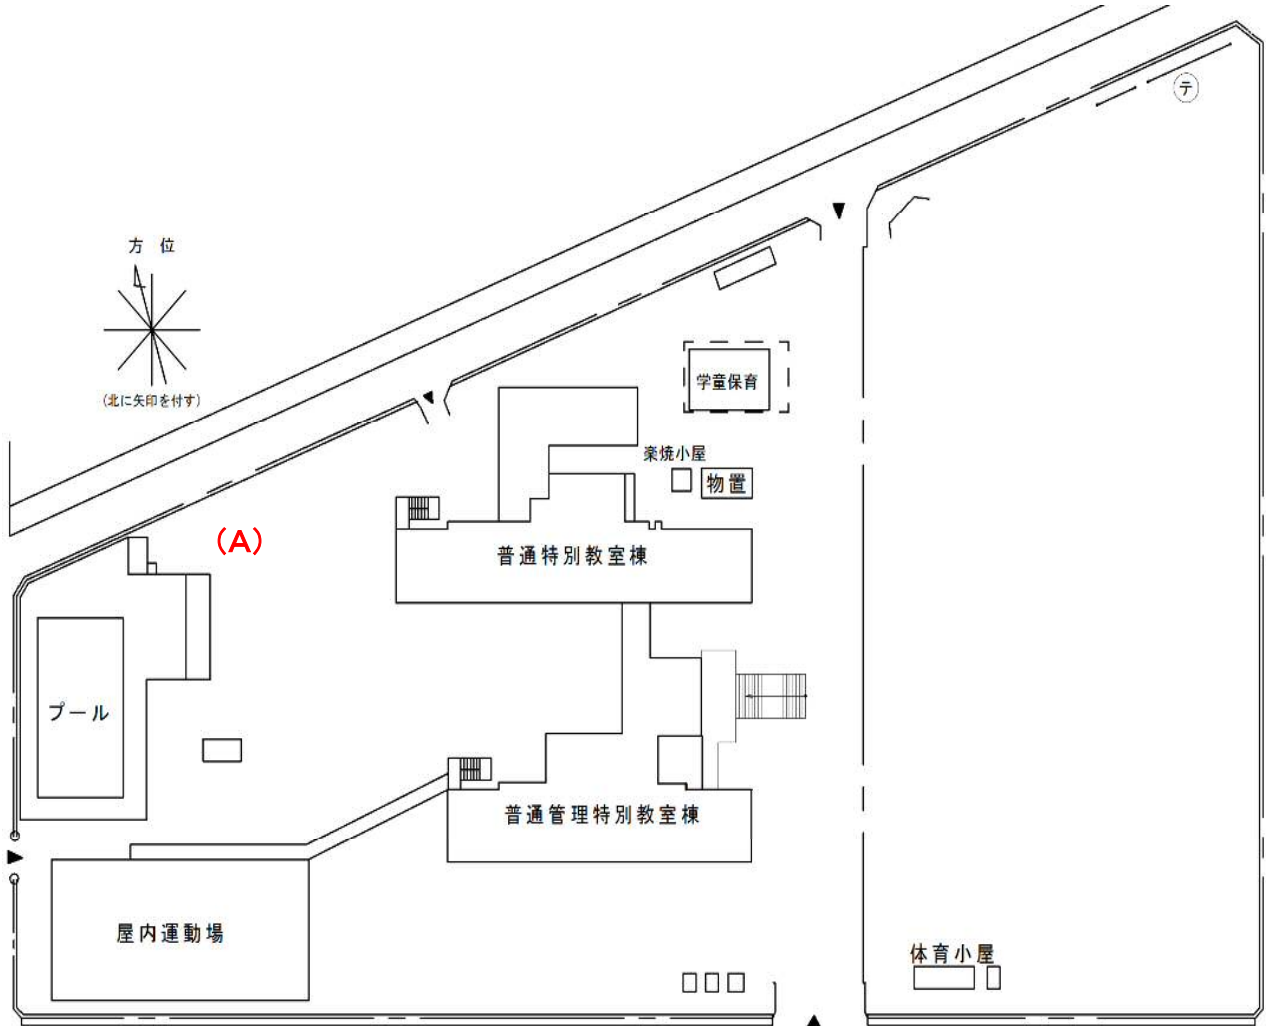 テ
方 位
(北に矢印を付す)
学童保育
楽焼小屋
物置
(A)
普通特別教室棟
プール
普通管理特別教室棟
屋内運動場
体育小屋